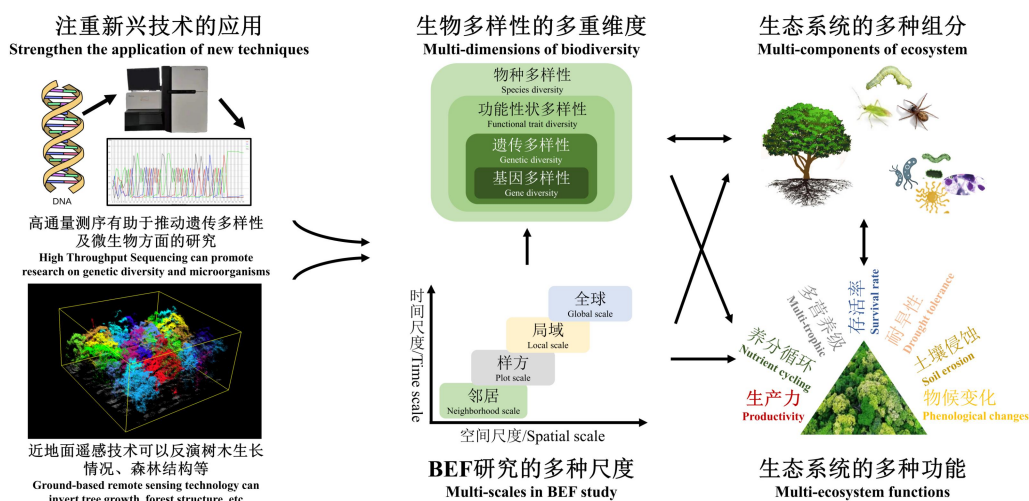 注重新兴技术的应用
Strengthen the application of new techniques
DNA
高通量测序有助于推动遗传多样性
及微生物方面的研究
High Throughput Sequencing can promote
research on genetic diversity and microorganisms
近地面遥感技术可以反演树木生长
情况、森林结构等
Ground-based remote sensing technology can
invert tree growth, forest structure, etc
生物多样性的多重维度
Multi-dimensions of biodiversity
物种多样性
Species diversity
功能性状多样性
Functional trait diversity
遗传多样性
Genetic diversity
基因多样性
Gene diversity
时间尺度/Time scale
全球
Global scale
局域
Local scale
样方
Plot scale
邻居
Neighborhood scale
空间尺度/Spatial scale
BEF研究的多种尺度
Multi-scales in BEF study
生态系统的多种组分
Multi-components of ecosystem
生产力
Productivity
养分循环
Nutrient cycling
多营养级
Multi-trophic
存活率
Survival rate
耐旱性
Drought tolerance
土壤侵蚀
Soil erosion
物候变化
Phenological changes
生态系统的多种功能
Multi-ecosystem functions